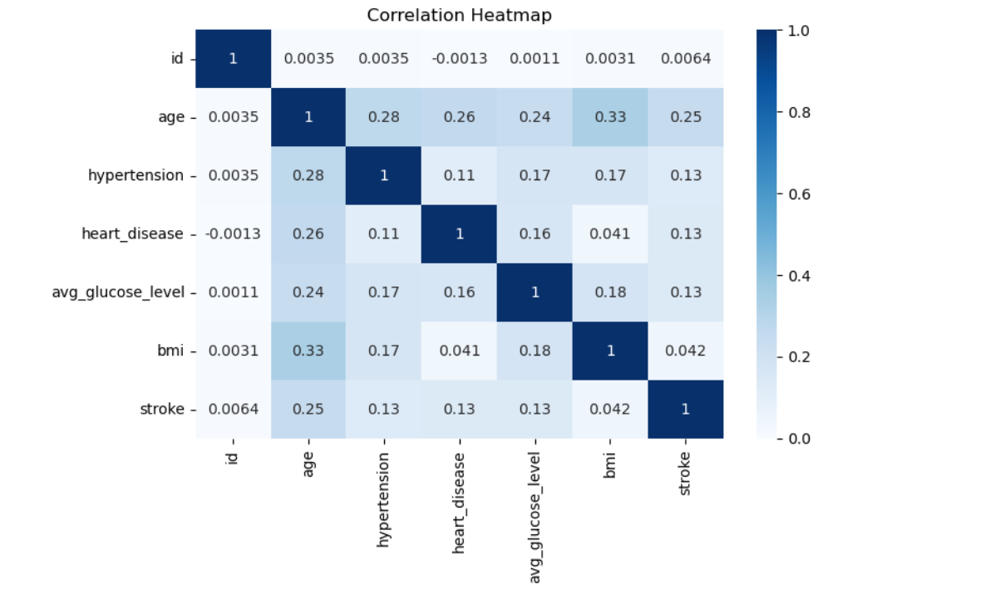 Correlation Heatmap
id 1 0.0035 0.0035 -0.0013 0.0011 0.0031 0.0064
age 0.0035 1 0.28 0.26 0.24 0.33 0.25
hypertension 0.0035 0.28 1 0.11 0.17 0.17 0.13
heart_disease -0.0013 0.26 0.11 1 0.16 0.041 0.13
avg_glucose_level 0.0011 0.24 0.17 0.16 1 0.18 0.13
bmi 0.0031 0.33 0.17 0.041 0.18 1 0.042
stroke 0.0064 0.25 0.13 0.13 0.13 0.042 1
id age hypertension heart_disease avg_glucose_level bmi stroke
1.0
0.8
0.6
0.4
0.2
0.0